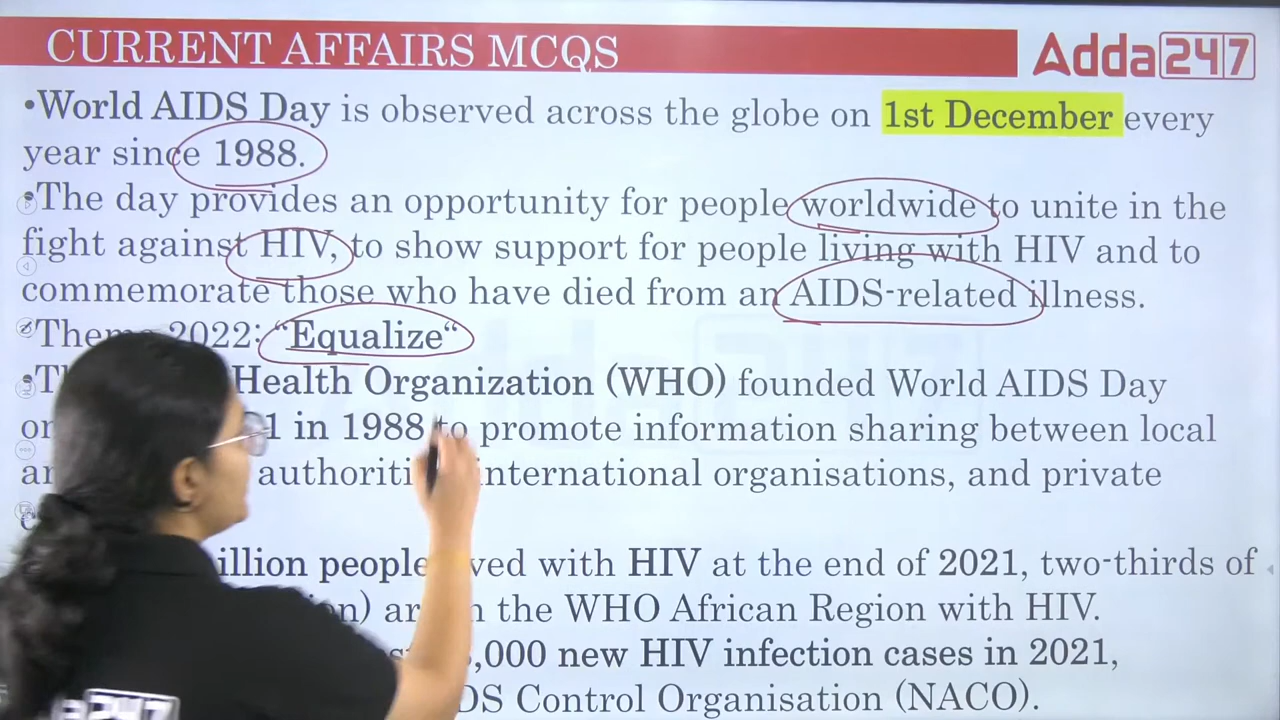 CURRENT AFFAIRS MCQS
Adda247
•World AIDS Day is observed across the globe on 1st December every
year since 1988.
•The day provides an opportunity for people worldwide to unite in the
fight against HIV, to show support for people living with HIV and to
commemorate those who have died from an AIDS-related illness.
2022: "Equalize"
Health Organization (WHO) founded World AIDS Day
1 in 1988 to promote information sharing between local
international organisations, and private
people with HIV at the end of 2021, two-thirds of
in the WHO African Region with HIV.
,000 new HIV infection cases in 2021,
Control Organisation (NACO).
247